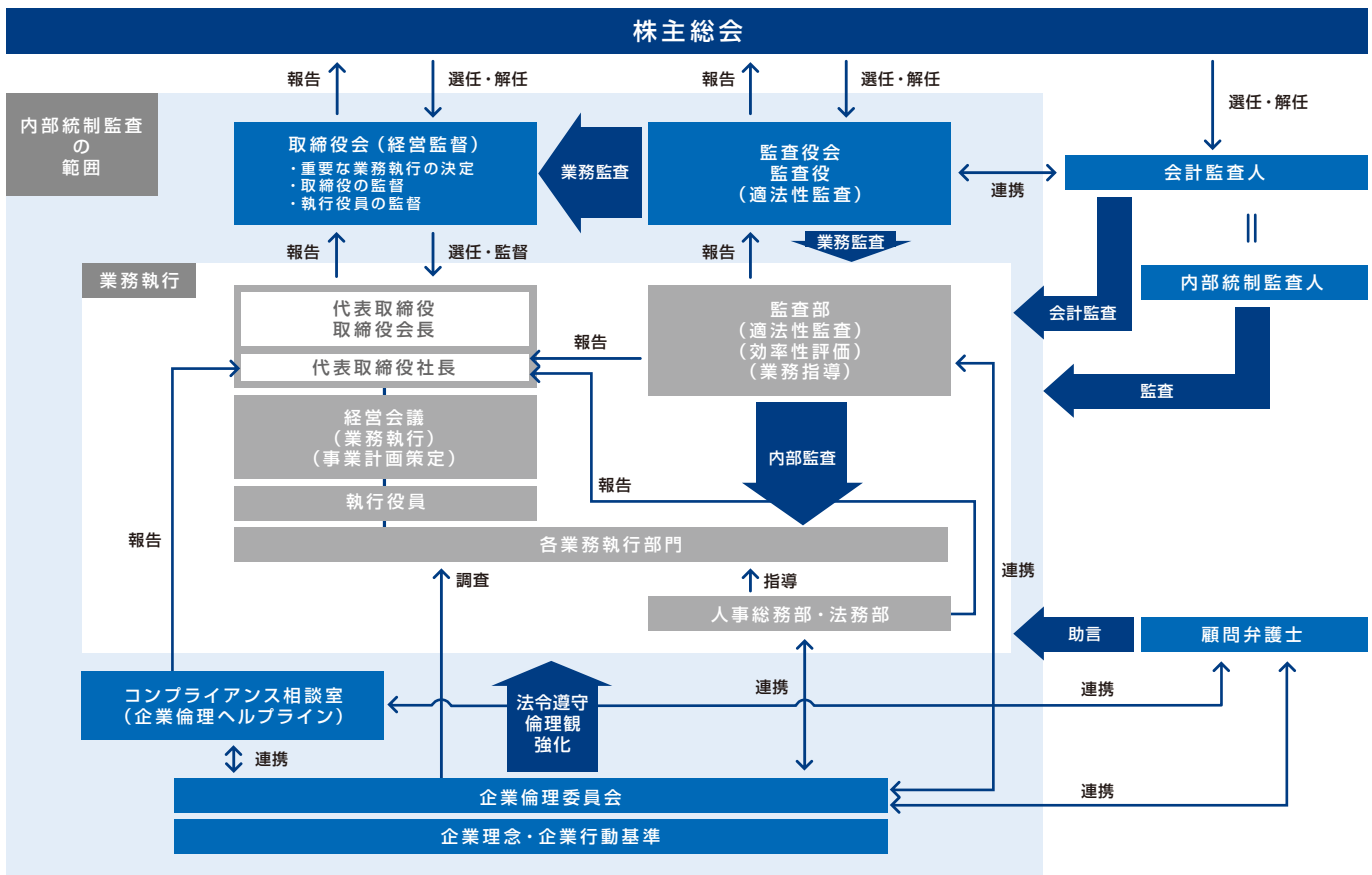 株主総会
報告
選任・解任
報告
選任・解任
選任・解任
内部統制監査
の
範囲
取締役会（経営監督）
・重要な業務執行の決定
・取締役の監督
・執行役員の監督
業務監査
監査役会
監査役
（適法性監査）
連携
会計監査人
報告
選任・監督
報告
業務監査
業務執行
内部統制監査人
代表取締役
取締役会長
代表取締役社長
報告
監査部
（適法性監査）
（効率性評価）
（業務指導）
会計監査
監査
経営会議
（業務執行）
（事業計画策定）
内部監査
報告
執行役員
報告
各業務執行部門
調査
指導
連携
人事総務部・法務部
助言
顧問弁護士
コンプライアンス相談室
（企業倫理ヘルプライン）
法令遵守
倫理観
強化
連携
連携
連携
企業倫理委員会
連携
企業理念・企業行動基準